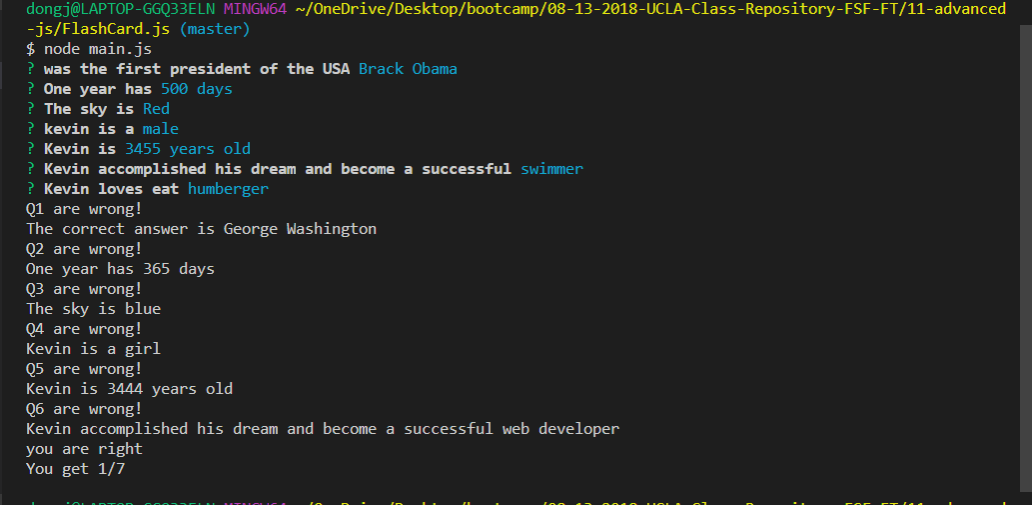 dongj@LAPTOP-GGQ33ELN MINGW64 ~/OneDrive/Desktop/bootcamp/08-13-2018-UCLA-Class-Repository-FSF-FT/11-advanced
-js/FlashCard.js (master)
$ node main.js
? was the first president of the USA Brack Obama
? One year has 500 days
? The sky is Red
? kevin is a male
? Kevin is 3455 years old
? Kevin accomplished his dream and become a successful swimmer
? Kevin loves eat humberger
Q1 are wrong!
The correct answer is George Washington
Q2 are wrong!
One year has 365 days
Q3 are wrong!
The sky is blue
Q4 are wrong!
Kevin is a girl
Q5 are wrong!
Kevin is 3444 years old
Q6 are wrong!
Kevin accomplished his dream and become a successful web developer
you are right
You get 1/7